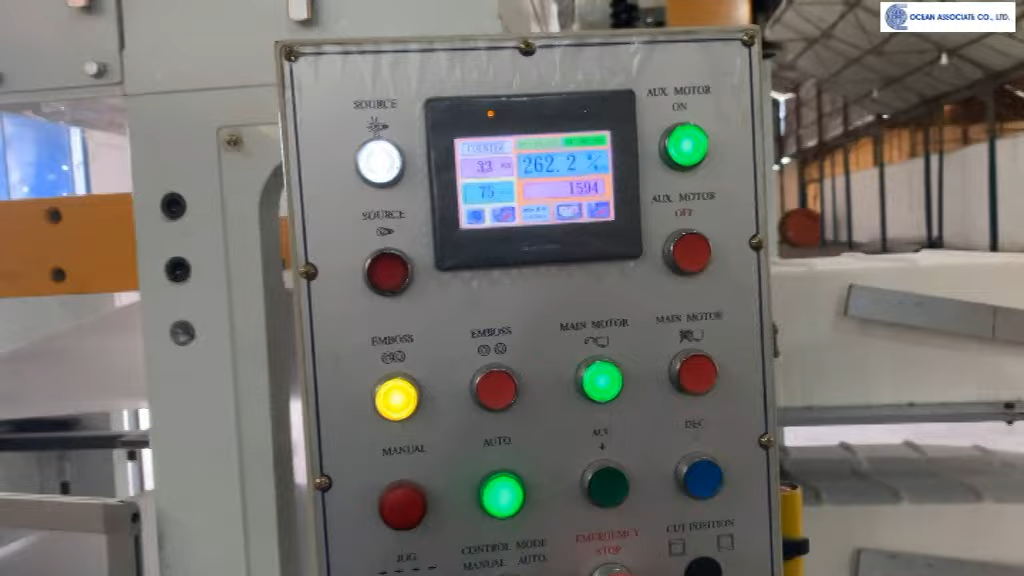 OCEAN ASSOCIATE CO., LTD.
SOURCE
AUX. MOTOR
ON
COUNTER
33
262.2
75
1594
SOURCE
AUX. MOTOR
OFF
EMBOSS
EMBOSS
MAIN MOTOR
MAIN MOTOR
MANUAL
AUTO
DEC
JOG
CONTROL MODE
MANUAL AUTO.
EMERGENCY
STOP
CUT POSITION